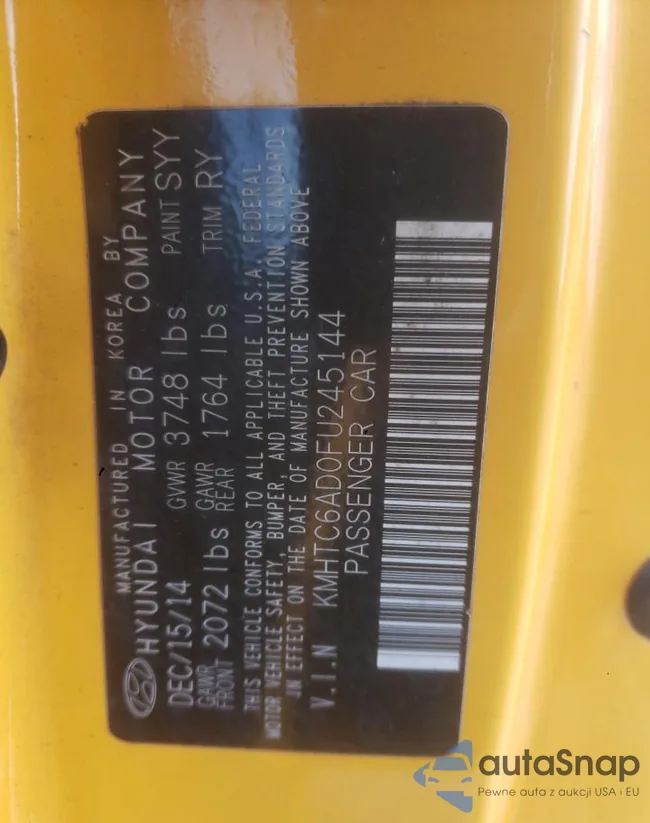 MANUFACTURED IN KOREA BY
HYUNDAI MOTOR COMPANY
DEC/15/14 GVWR 3748 lbs PAINT SYY
GAWR FRONT 2072 lbs GAWR REAR 1764 lbs TRIM RY
THIS VEHICLE CONFORMS TO ALL APPLICABLE U.S.A. FEDERAL
MOTOR VEHICLE SAFETY, BUMPER, AND THEFT PREVENTION STANDARDS
IN EFFECT ON THE DATE OF MANUFACTURE SHOWN ABOVE
V.I.N KMHTC6AD0FU245144
PASSENGER CAR
autaSnap
Pewne auta z aukcji USA i EU